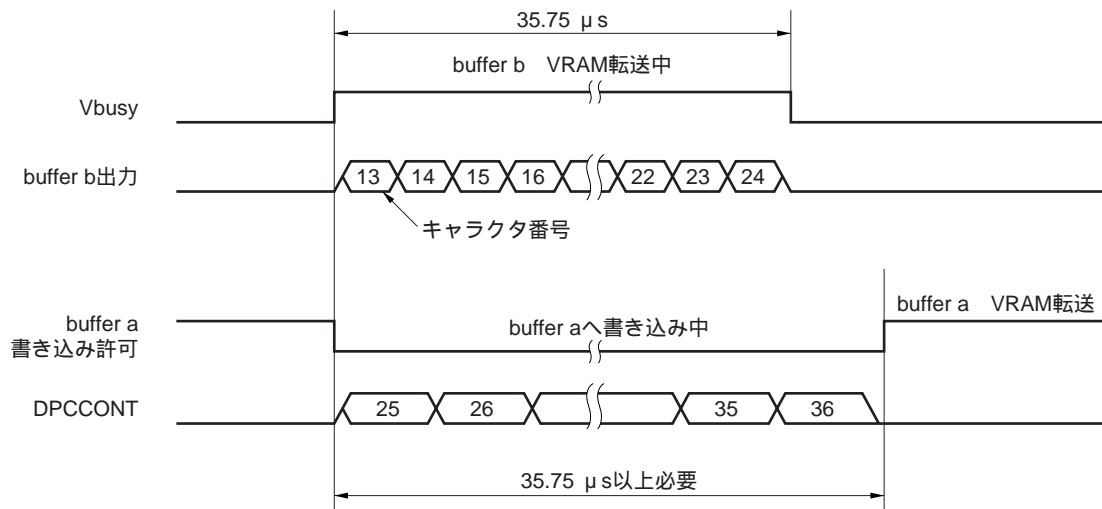 35.75 μs
buffer b　VRAM転送中
Vbusy
buffer b出力
13 14 15 16 22 23 24
キャラクタ番号
buffer a　VRAM転送
buffer a
書き込み許可
buffer aへ書き込み中
DPCCONT
25 26 35 36
35.75 μs以上必要